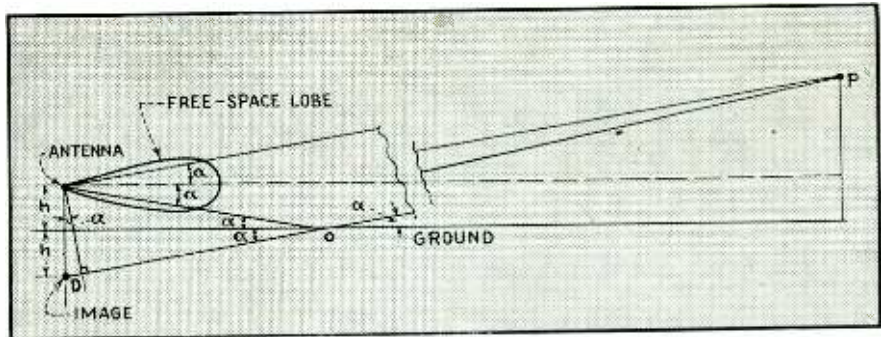 FREE-SPACE LOBE
P
ANTENNA
α
α
h
α
α
α
O
GROUND
h
α
D
IMAGE